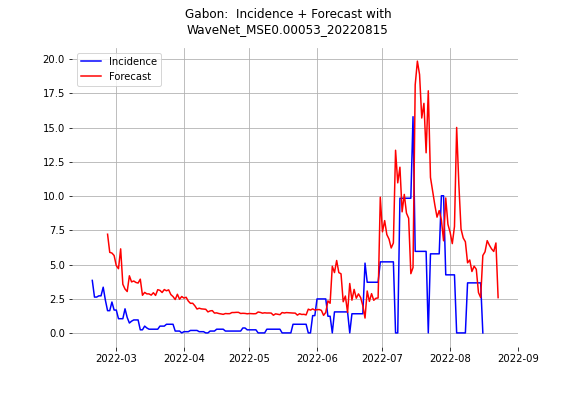 Gabon:  Incidence + Forecast with
WaveNet_MSE0.00053_20220815
Incidence
Forecast
20.0
17.5
15.0
12.5
10.0
7.5
5.0
2.5
0.0
2022-03 2022-04 2022-05 2022-06 2022-07 2022-08 2022-09